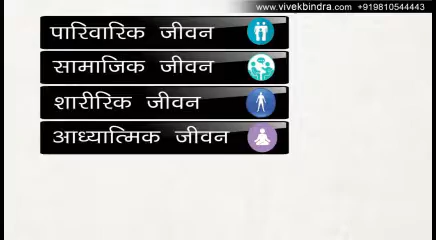 www.vivekbindra.com +919810544443
पारिवारिक जीवन
सामाजिक जीवन
शारीरिक जीवन
आध्यात्मिक जीवन